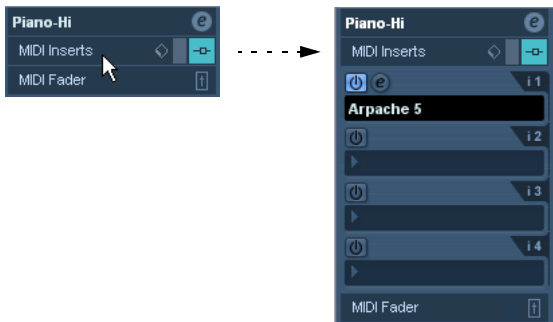 Piano-Hi e
MIDI Inserts
MIDI Fader
Piano-Hi e
MIDI Inserts
e i 1
Arpache 5
i 2
i 3
i 4
MIDI Fader